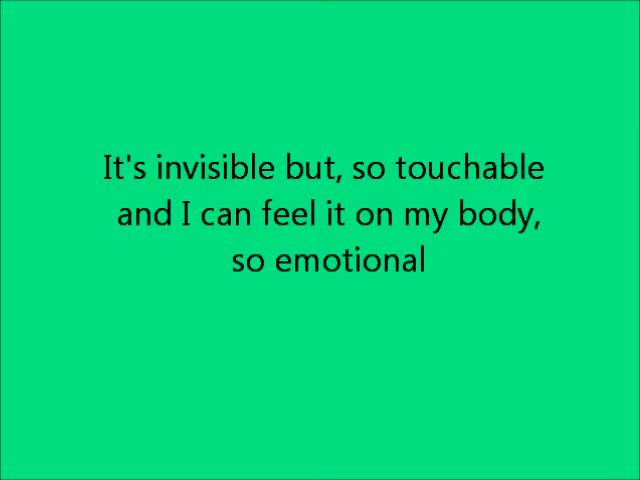 It's invisible but, so touchable
and I can feel it on my body,
so emotional